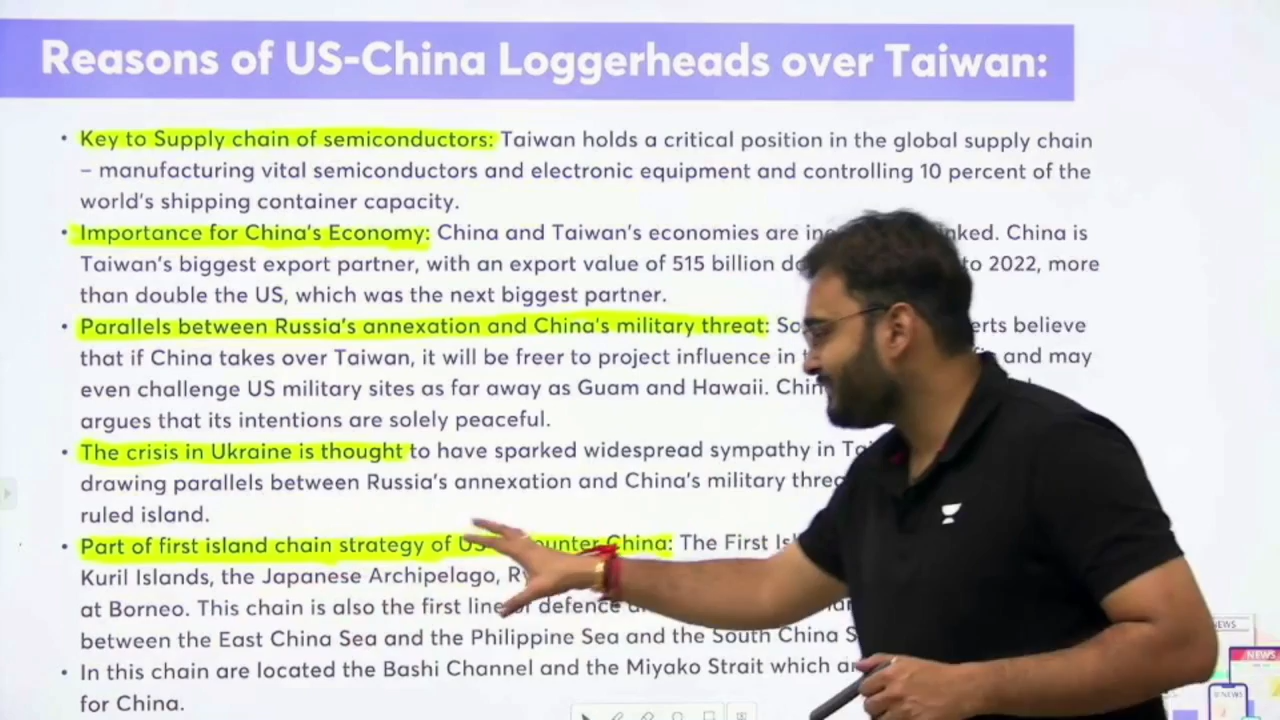 Reasons of US-China Loggerheads over Taiwan:
• Key to Supply chain of semiconductors: Taiwan holds a critical position in the global supply chain
– manufacturing vital semiconductors and electronic equipment and controlling 10 percent of the
world's shipping container capacity.
• Importance for China's Economy: China and Taiwan's economies are linked. China is
Taiwan's biggest export partner, with an export value of 515 billion to 2022, more
than double the US, which was the next biggest partner.
• Parallels between Russia's annexation and China's military threat: believe
that if China takes over Taiwan, it will be freer to project influence in and may
even challenge US military sites as far away as Guam and Hawaii.
argues that its intentions are solely peaceful.
• The crisis in Ukraine is thought to have sparked widespread sympathy in
drawing parallels between Russia's annexation and China's military
ruled island.
• Part of first island chain strategy of US China: The First
Kuril Islands, the Japanese Archipelago,
at Borneo. This chain is also the first line defence
between the East China Sea and the Philippine Sea and the South China
• In this chain are located the Bashi Channel and the Miyako Strait which
for China.
NEWS
NEWS